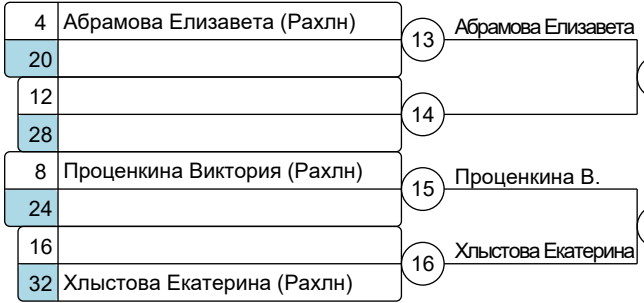 4 Абрамова Елизавета (Рахлн)
13 Абрамова Елизавета
20
12
14
28
8 Проценкина Виктория (Рахлн)
15 Проценкина В.
24
16
16 Хлыстова Екатерина
32 Хлыстова Екатерина (Рахлн)